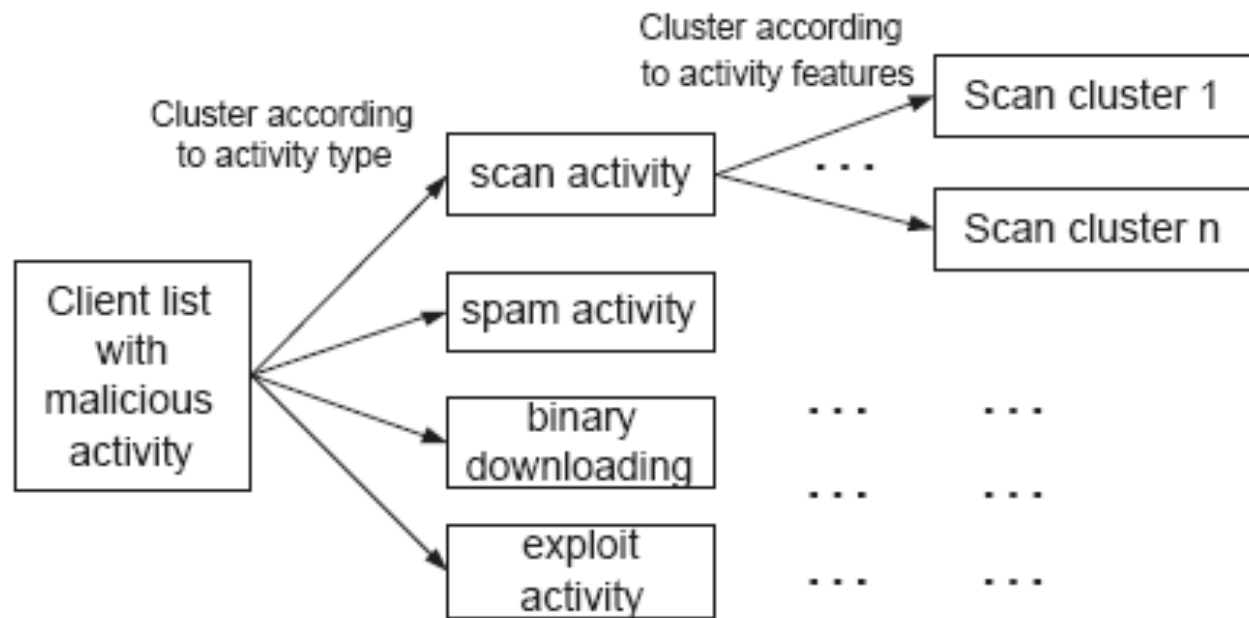 Cluster according
to activity features
Scan cluster 1
Cluster according
to activity type
scan activity
. . .
Scan cluster n
Client list
with
malicious
activity
spam activity
binary
downloading
. . . . . .
. . . . . .
exploit
activity
. . . . . .